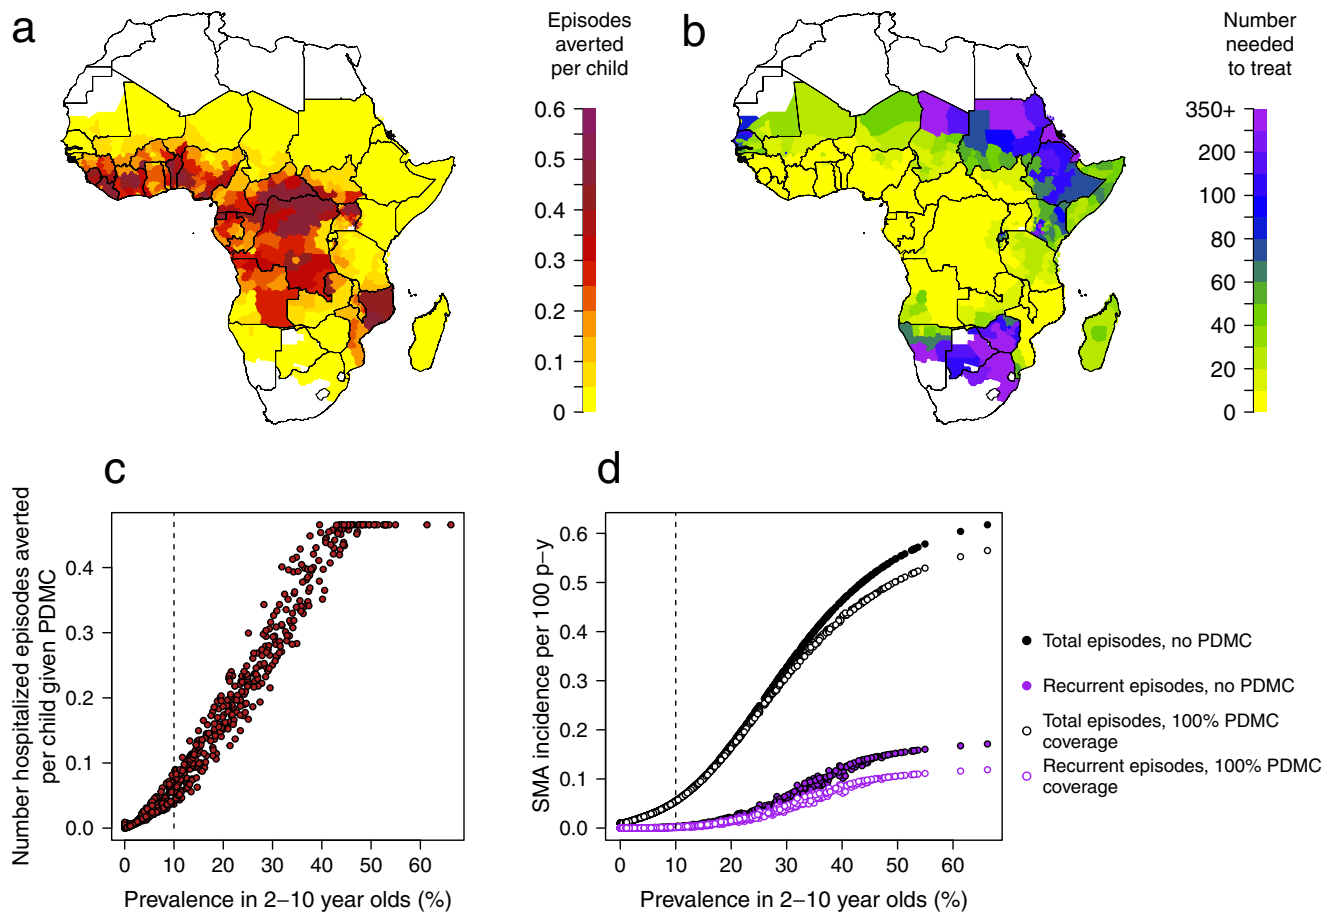 a
Episodes
averted
per child
0.6
0.5
0.4
0.3
0.2
0.1
0
b
Number
needed
to treat
350+
200
100
80
60
40
20
0
c
Number hospitalized episodes averted
per child given PDMC
0.4
0.3
0.2
0.1
0.0
0 10 20 30 40 50 60
Prevalence in 2–10 year olds (%)
d
SMA incidence per 100 p–y
0.6
0.5
0.4
0.3
0.2
0.1
0.0
0 10 20 30 40 50 60
Prevalence in 2–10 year olds (%)
Total episodes, no PDMC
Recurrent episodes, no PDMC
Total episodes, 100% PDMC
coverage
Recurrent episodes, 100% PDMC
coverage